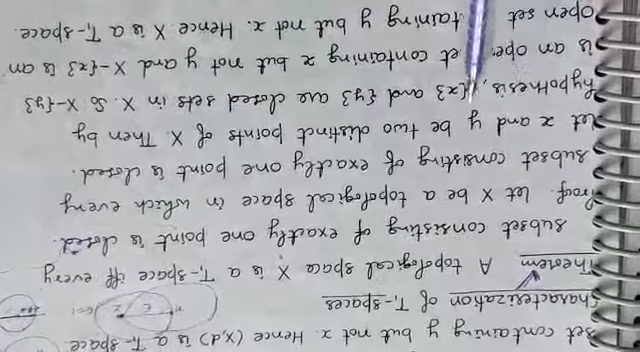 set containing y but not x. Hence (X,d) is a T₁-space.
Characterization of T₁-spaces
Theorem A topological space X is a T₁-space iff every
subset consisting of exactly one point is closed.
Proof. Let X be a topological space in which every
subset consisting of exactly one point is closed.
Let x and y be two distinct points of X. Then by
hypothesis, {x} and {y} are closed sets in X. So X-{y}
is an ope et containing x but not y and X-{x} is an
open set taining y but not x. Hence X is a T₁-space.